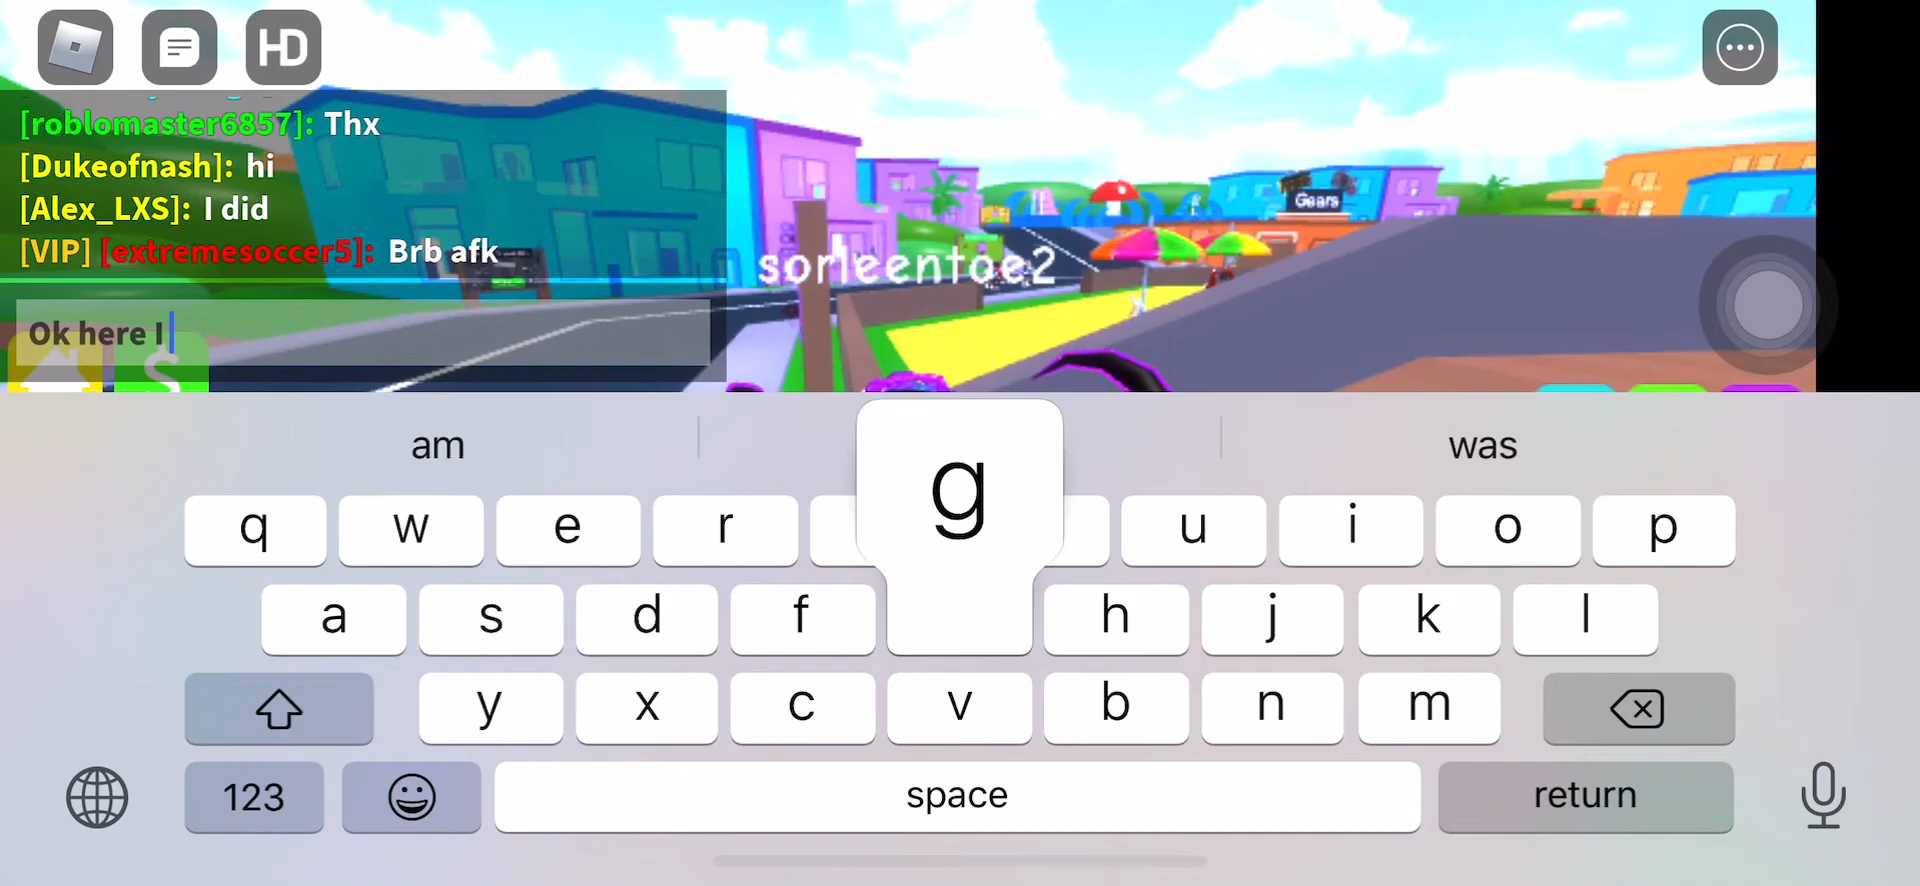 HD
[roblomaster6857]: Thx
[Dukeofnash]: hi
[Alex_LXS]: I did
[VIP] [extremesoccer5]: Brb afk
Gears
sorleentae2
Ok here I
$
am was
g
q w e r u i o p
a s d f h j k l
y x c v b n m
123 space return